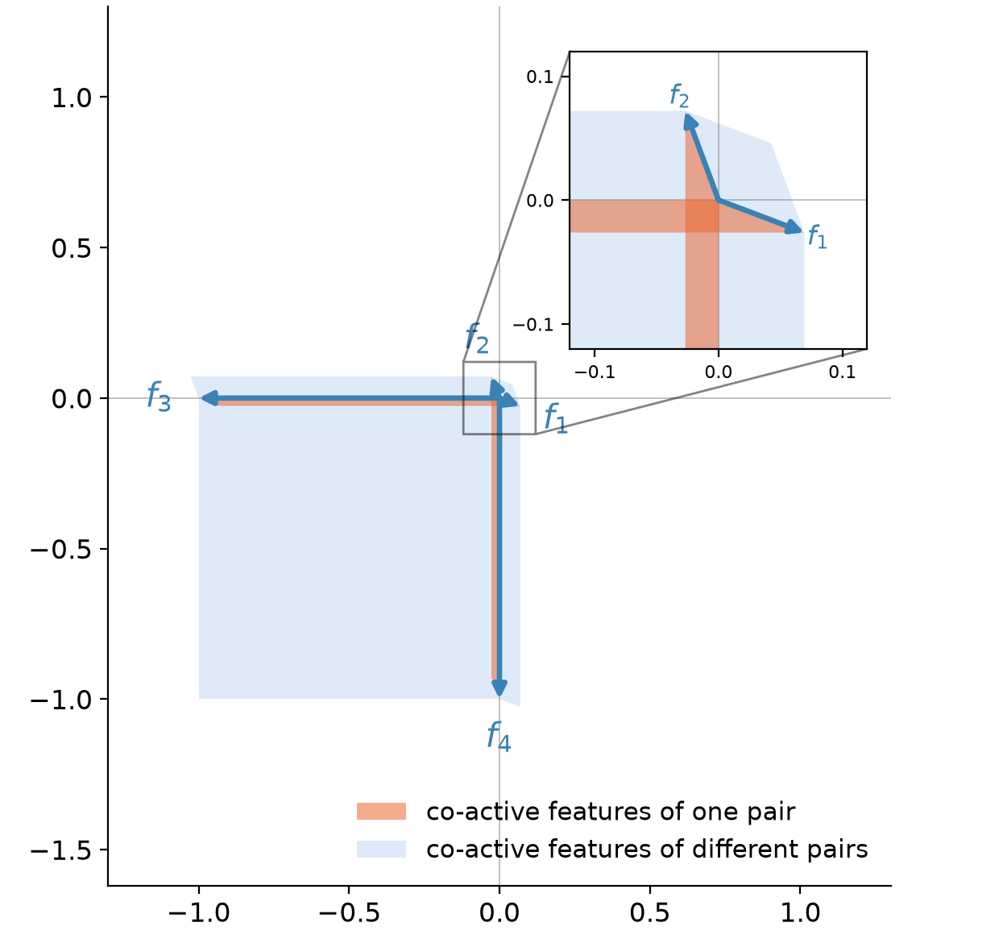 1.0
0.5
0.0
−0.5
−1.0
−1.5
−1.0
−0.5
0.0
0.5
1.0
0.1
0.0
−0.1
−0.1
0.0
0.1
f2
f1
f2
f3
f1
f4
co-active features of one pair
co-active features of different pairs